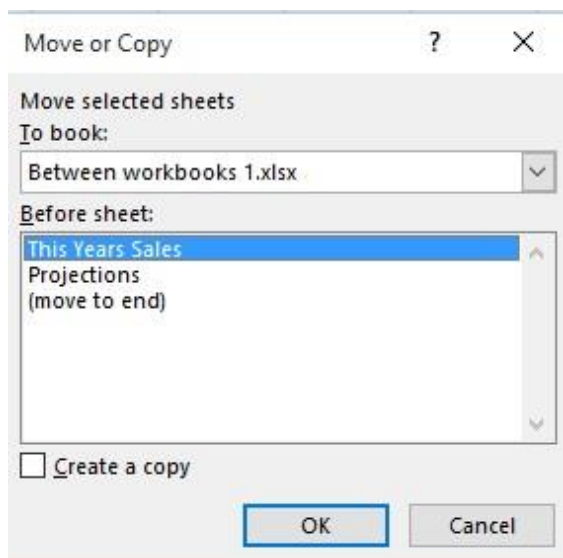 Move or Copy ?
Move selected sheets
To book:
Between workbooks 1.xlsx
Before sheet:
This Years Sales
Projections
(move to end)
Create a copy
OK Cancel